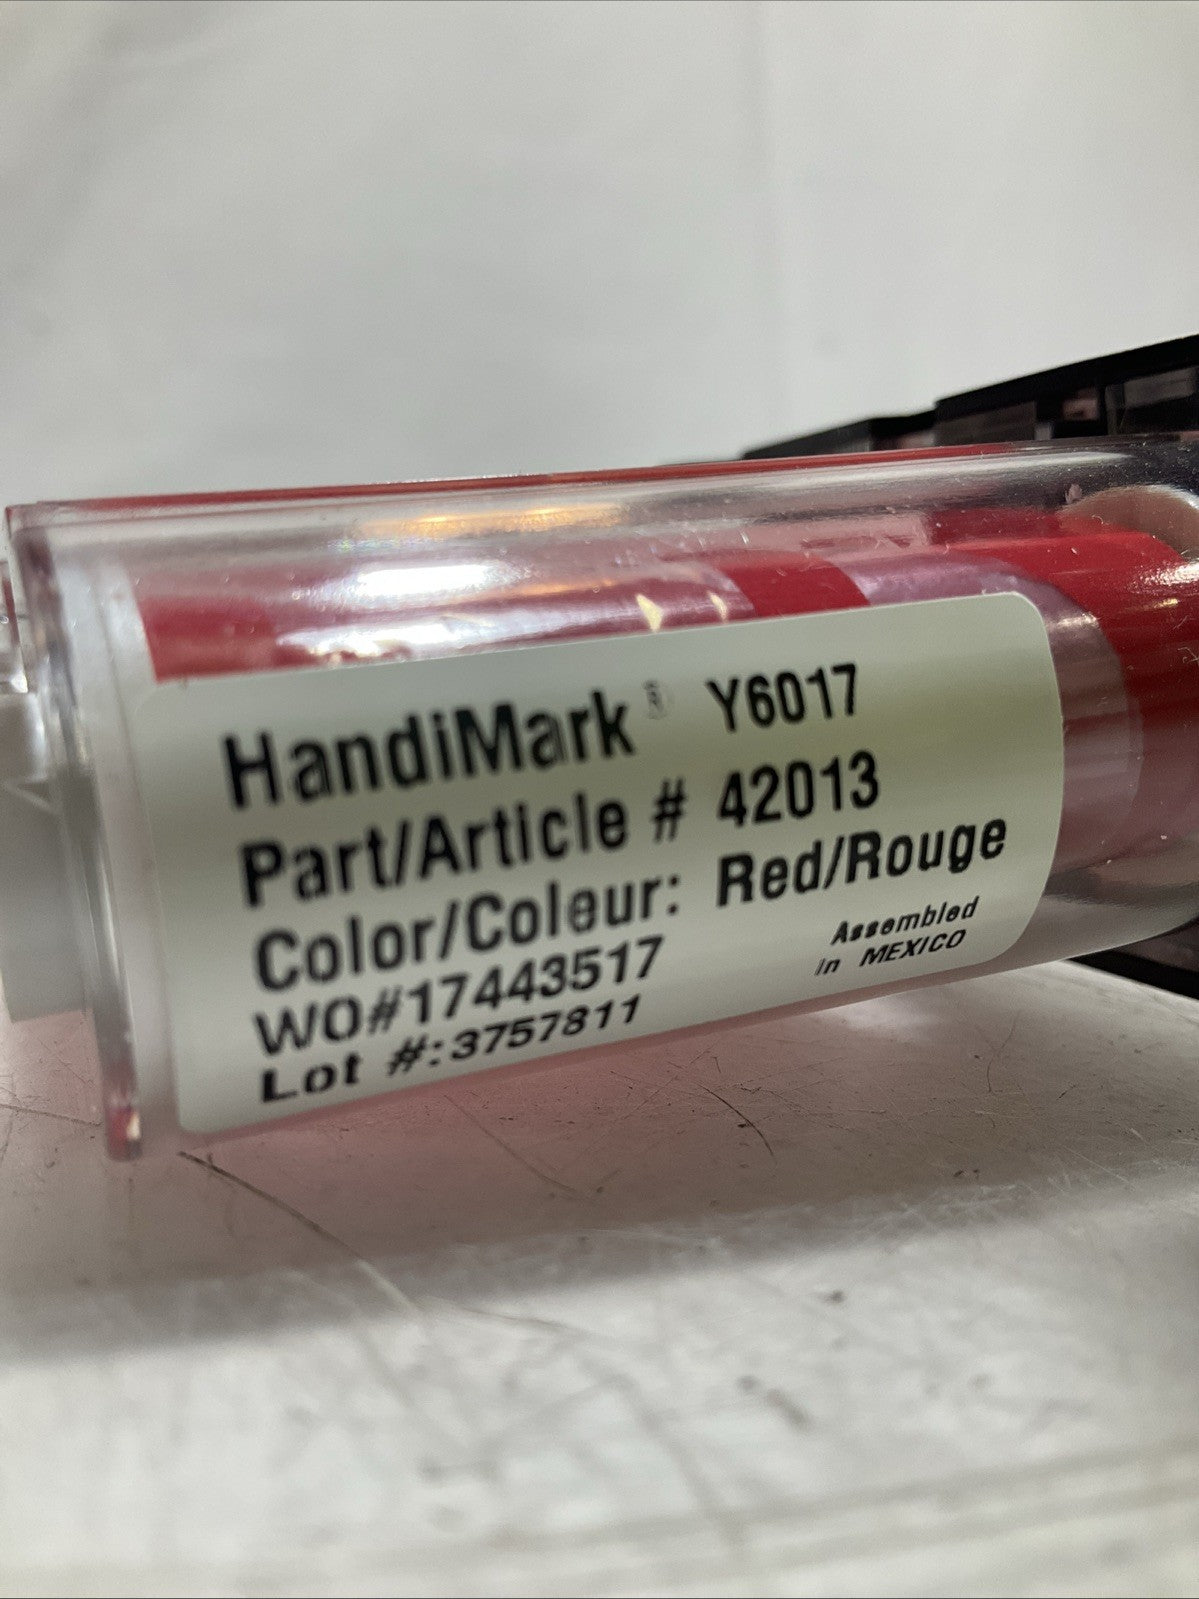 HandiMark® Y6017
Part/Article # 42013
Color/Coleur: Red/Rouge
WO#17443517
Lot #:3757811
Assembled
in MEXICO